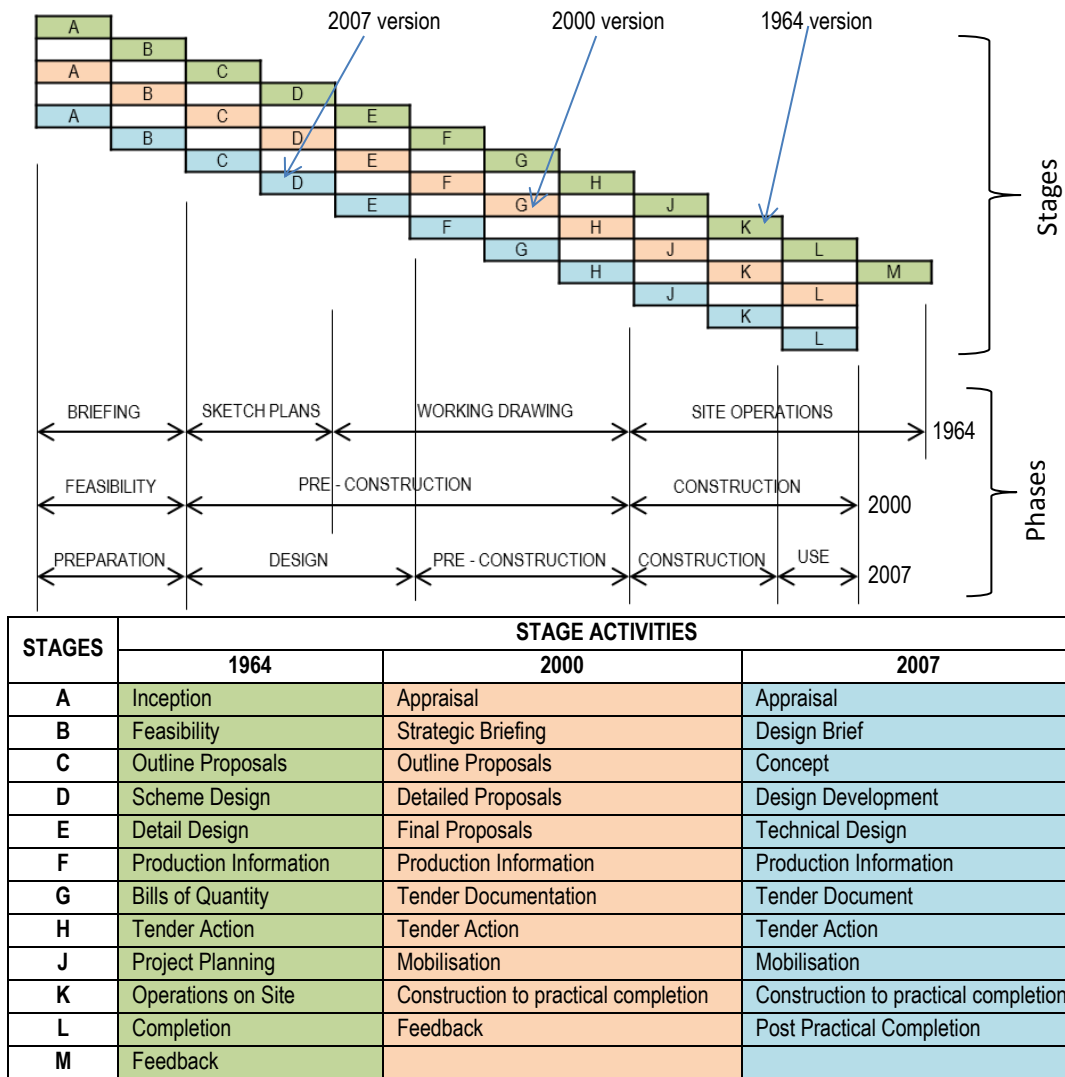 2007 version 2000 version 1964 version
A
B
A C
B D
A C E
B D F
C E G
D F H
E G J
F H K
G J L
H K M
J L
K
L
Stages
BRIEFING SKETCH PLANS WORKING DRAWING SITE OPERATIONS
1964
FEASIBILITY PRE - CONSTRUCTION CONSTRUCTION
2000
PREPARATION DESIGN PRE - CONSTRUCTION CONSTRUCTION USE
2007
Phases
STAGES STAGE ACTIVITIES
1964 2000 2007
A Inception Appraisal Appraisal
B Feasibility Strategic Briefing Design Brief
C Outline Proposals Outline Proposals Concept
D Scheme Design Detailed Proposals Design Development
E Detail Design Final Proposals Technical Design
F Production Information Production Information Production Information
G Bills of Quantity Tender Documentation Tender Document
H Tender Action Tender Action Tender Action
J Project Planning Mobilisation Mobilisation
K Operations on Site Construction to practical completion Construction to practical completion
L Completion Feedback Post Practical Completion
M Feedback